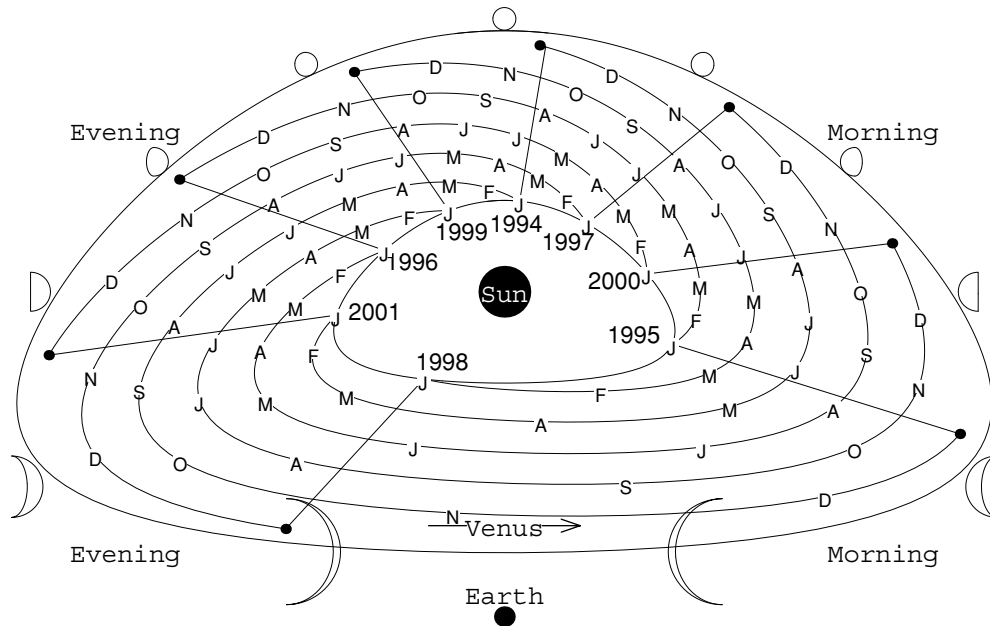 D N D
O S O
N A N
Evening D S A J J J S Morning
O J J M A M J A O D
A M F M A
A M J F M J S
N J M F J 1999 1994 1997 J M N
S A J 1996 F A J
D J F 2000 J A
O M M Sun M M O
A J 2001 F J D
J A F 1995 J A S
N 1998 J M J
S J M M F M A N
A
D O A J J O
S
D
N
Venus
Evening Morning
Earth